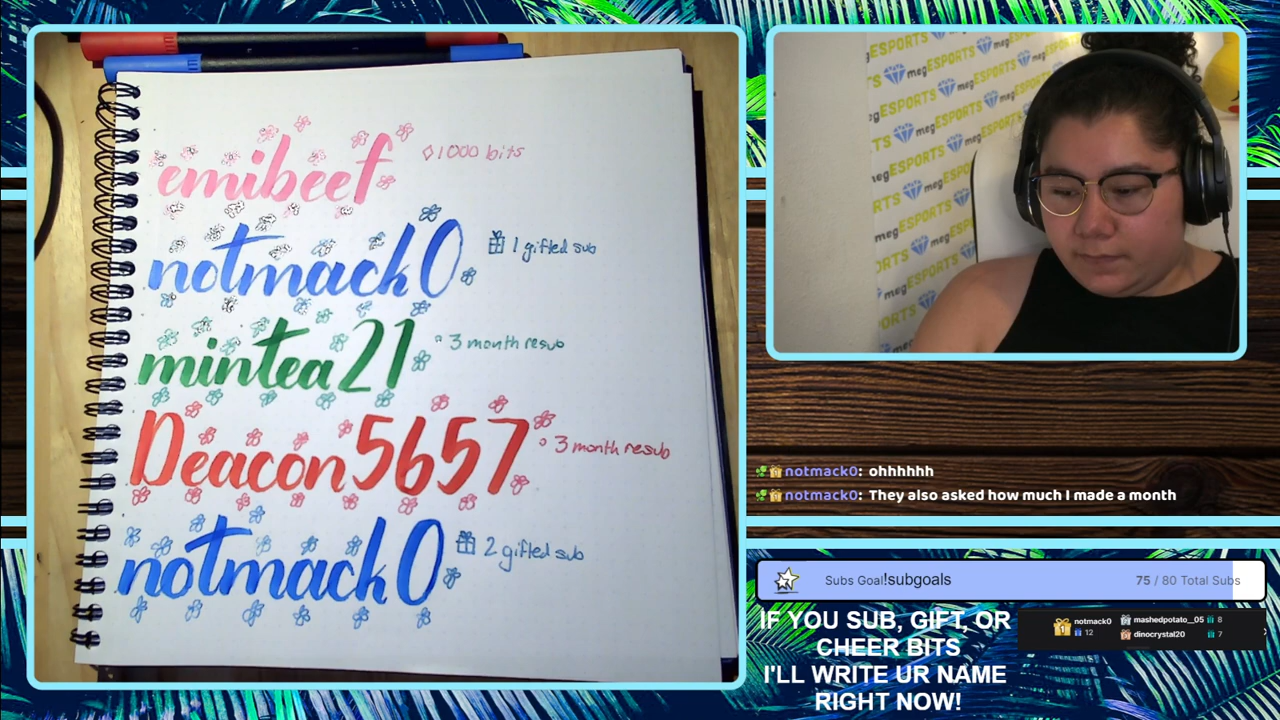 emibeef ◊1000 bits
notmack0 1 gifted sub
mintea21 ° 3 month resub
Deacon5657 ° 3 month resub
notmack0 2 gifted sub
megESPORTS
notmack0: ohhhhhh
notmack0: They also asked how much I made a month
Subs Goal !subgoals 75 / 80 Total Subs
IF YOU SUB, GIFT, OR
CHEER BITS
I'LL WRITE UR NAME
RIGHT NOW!
1 notmack0 12
mashedpotato__05 8
dinocrystal20 7